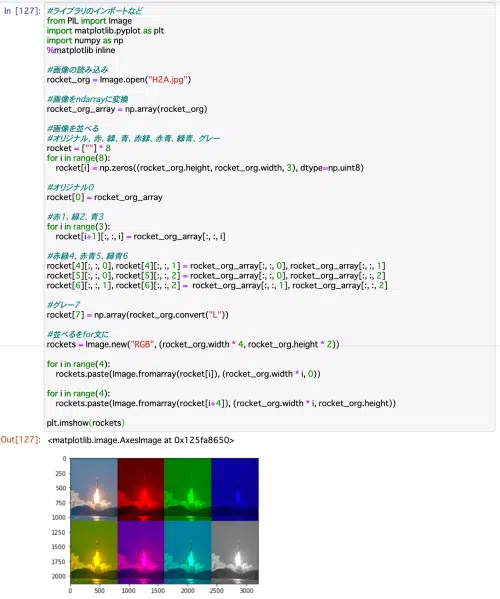 In [127]:
#ライブラリのインポートなど
from PIL import Image
import matplotlib.pyplot as plt
import numpy as np
%matplotlib inline
#画像の読み込み
rocket_org = Image.open("H2A.jpg")
#画像をndarrayに変換
rocket_org_array = np.array(rocket_org)
#画像を並べる
#オリジナル、赤、緑、青、赤緑、赤青、緑青、グレー
rocket = [""] * 8
for i in range(8):
    rocket[i] = np.zeros((rocket_org.height, rocket_org.width, 3), dtype=np.uint8)
#オリジナル0
rocket[0] = rocket_org_array
#赤1、緑2、青3
for i in range(3):
    rocket[i+1][:, :, i] = rocket_org_array[:, :, i]
#赤緑4、赤青5、緑青6
rocket[4][:, :, 0], rocket[4][:, :, 1] = rocket_org_array[:, :, 0], rocket_org_array[:, :, 1]
rocket[5][:, :, 0], rocket[5][:, :, 2] = rocket_org_array[:, :, 0], rocket_org_array[:, :, 2]
rocket[6][:, :, 1], rocket[6][:, :, 2] =  rocket_org_array[:, :, 1], rocket_org_array[:, :, 2]
#グレー7
rocket[7] = np.array(rocket_org.convert("L"))
#並べるをfor文に
rockets = Image.new("RGB", (rocket_org.width * 4, rocket_org.height * 2))
for i in range(4):
    rockets.paste(Image.fromarray(rocket[i]), (rocket_org.width * i, 0))
for i in range(4):
    rockets.paste(Image.fromarray(rocket[i+4]), (rocket_org.width * i, rocket_org.height))
plt.imshow(rockets)
Out[127]: <matplotlib.image.AxesImage at 0x125fa8650>
0
250
500
750
1000
1250
1500
1750
2000
0 500 1000 1500 2000 2500 3000